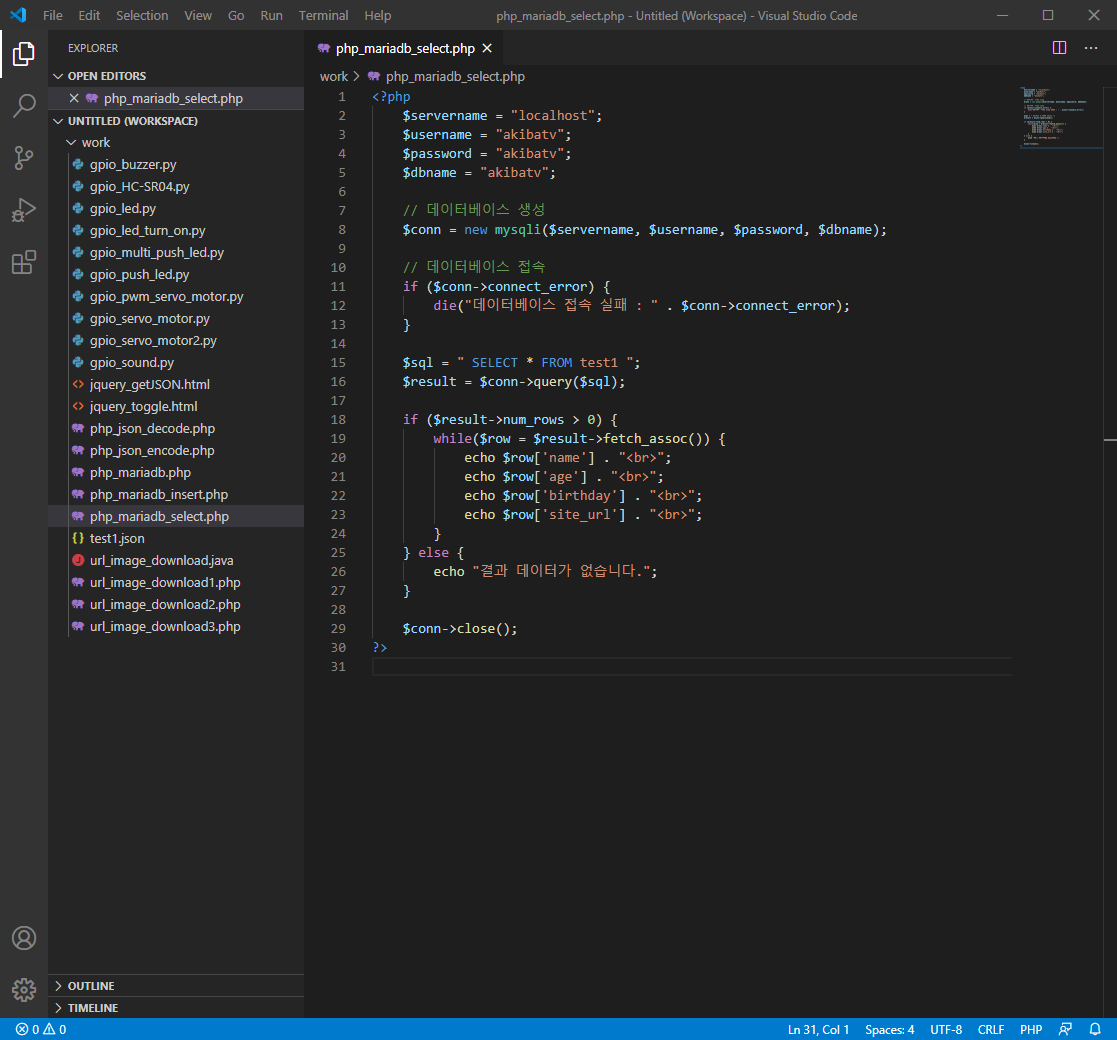 File Edit Selection View Go Run Terminal Help php_mariadb_select.php - Untitled (Workspace) - Visual Studio Code
EXPLORER
OPEN EDITORS
php_mariadb_select.php
UNTITLED (WORKSPACE)
work
gpio_buzzer.py
gpio_HC-SR04.py
gpio_led.py
gpio_led_turn_on.py
gpio_multi_push_led.py
gpio_push_led.py
gpio_pwm_servo_motor.py
gpio_servo_motor.py
gpio_servo_motor2.py
gpio_sound.py
jquery_getJSON.html
jquery_toggle.html
php_json_decode.php
php_json_encode.php
php_mariadb.php
php_mariadb_insert.php
php_mariadb_select.php
{} test1.json
url_image_download.java
url_image_download1.php
url_image_download2.php
url_image_download3.php
OUTLINE
TIMELINE
php_mariadb_select.php
work > php_mariadb_select.php
1 <?php
2 $servername = "localhost";
3 $username = "akibatv";
4 $password = "akibatv";
5 $dbname = "akibatv";
6
7 // 데이터베이스 생성
8 $conn = new mysqli($servername, $username, $password, $dbname);
9
10 // 데이터베이스 접속
11 if ($conn->connect_error) {
12 die("데이터베이스 접속 실패 : " . $conn->connect_error);
13 }
14
15 $sql = " SELECT * FROM test1 ";
16 $result = $conn->query($sql);
17
18 if ($result->num_rows > 0) {
19 while($row = $result->fetch_assoc()) {
20 echo $row['name'] . "<br>";
21 echo $row['age'] . "<br>";
22 echo $row['birthday'] . "<br>";
23 echo $row['site_url'] . "<br>";
24 }
25 } else {
26 echo "결과 데이터가 없습니다.";
27 }
28
29 $conn->close();
30 ?>
31
0 0 Ln 31, Col 1 Spaces: 4 UTF-8 CRLF PHP